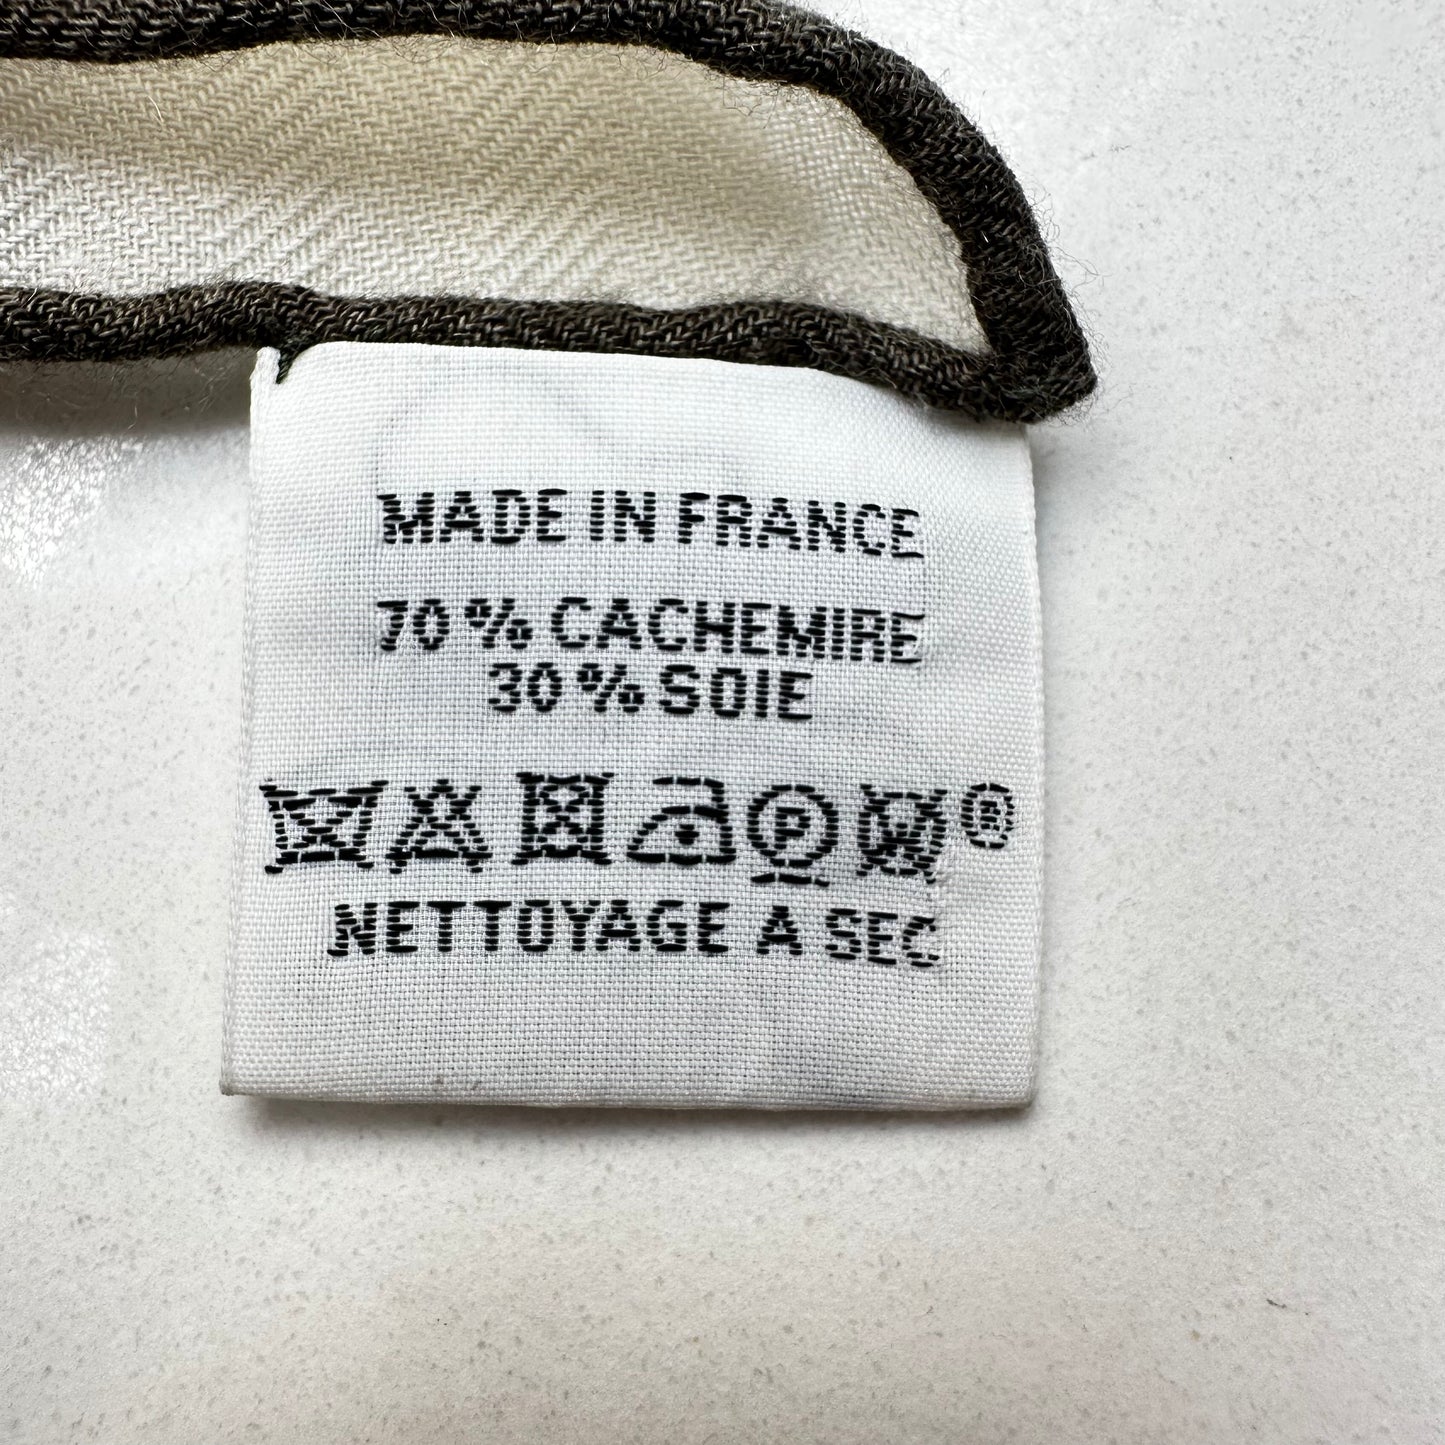 MADE IN FRANCE
70 % CACHEMIRE
30 % SOIE
P W ®
NETTOYAGE A SEC